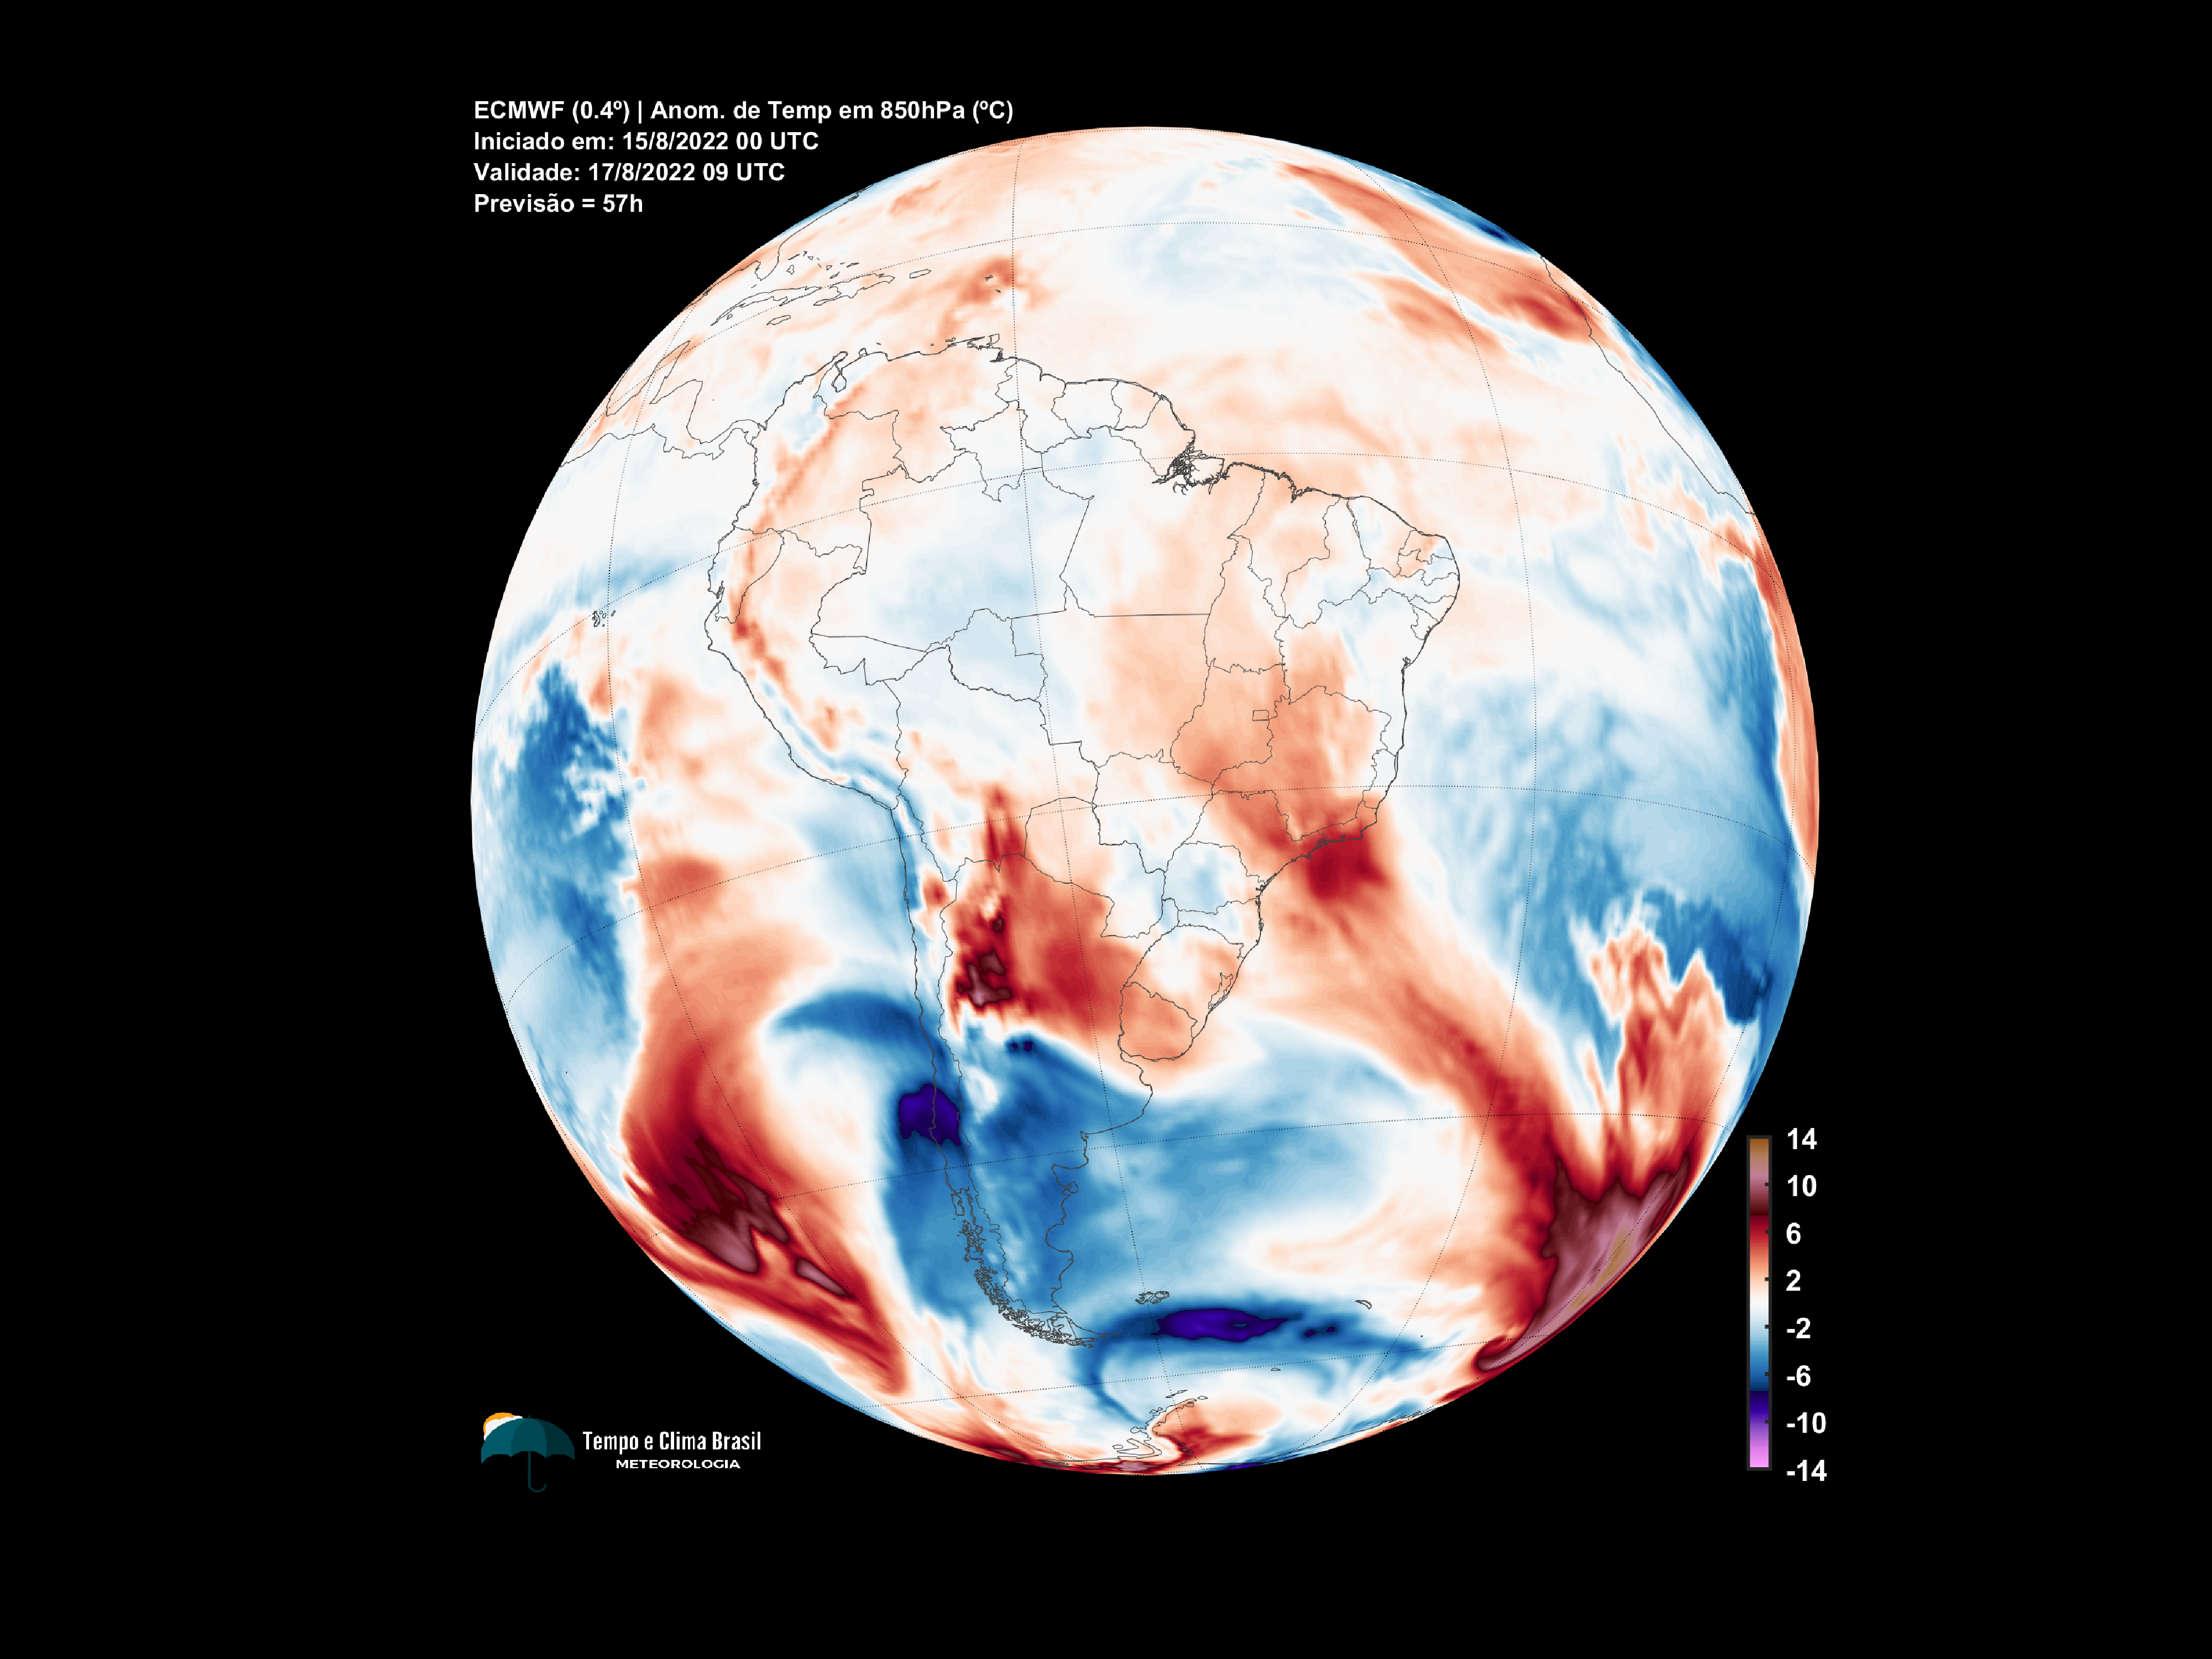 ECMWF (0.4º) | Anom. de Temp em 850hPa (ºC)
Iniciado em: 15/8/2022 00 UTC
Validade: 17/8/2022 09 UTC
Previsão = 57h
14
10
6
2
-2
-6
-10
-14
Tempo e Clima Brasil
METEOROLOGIA